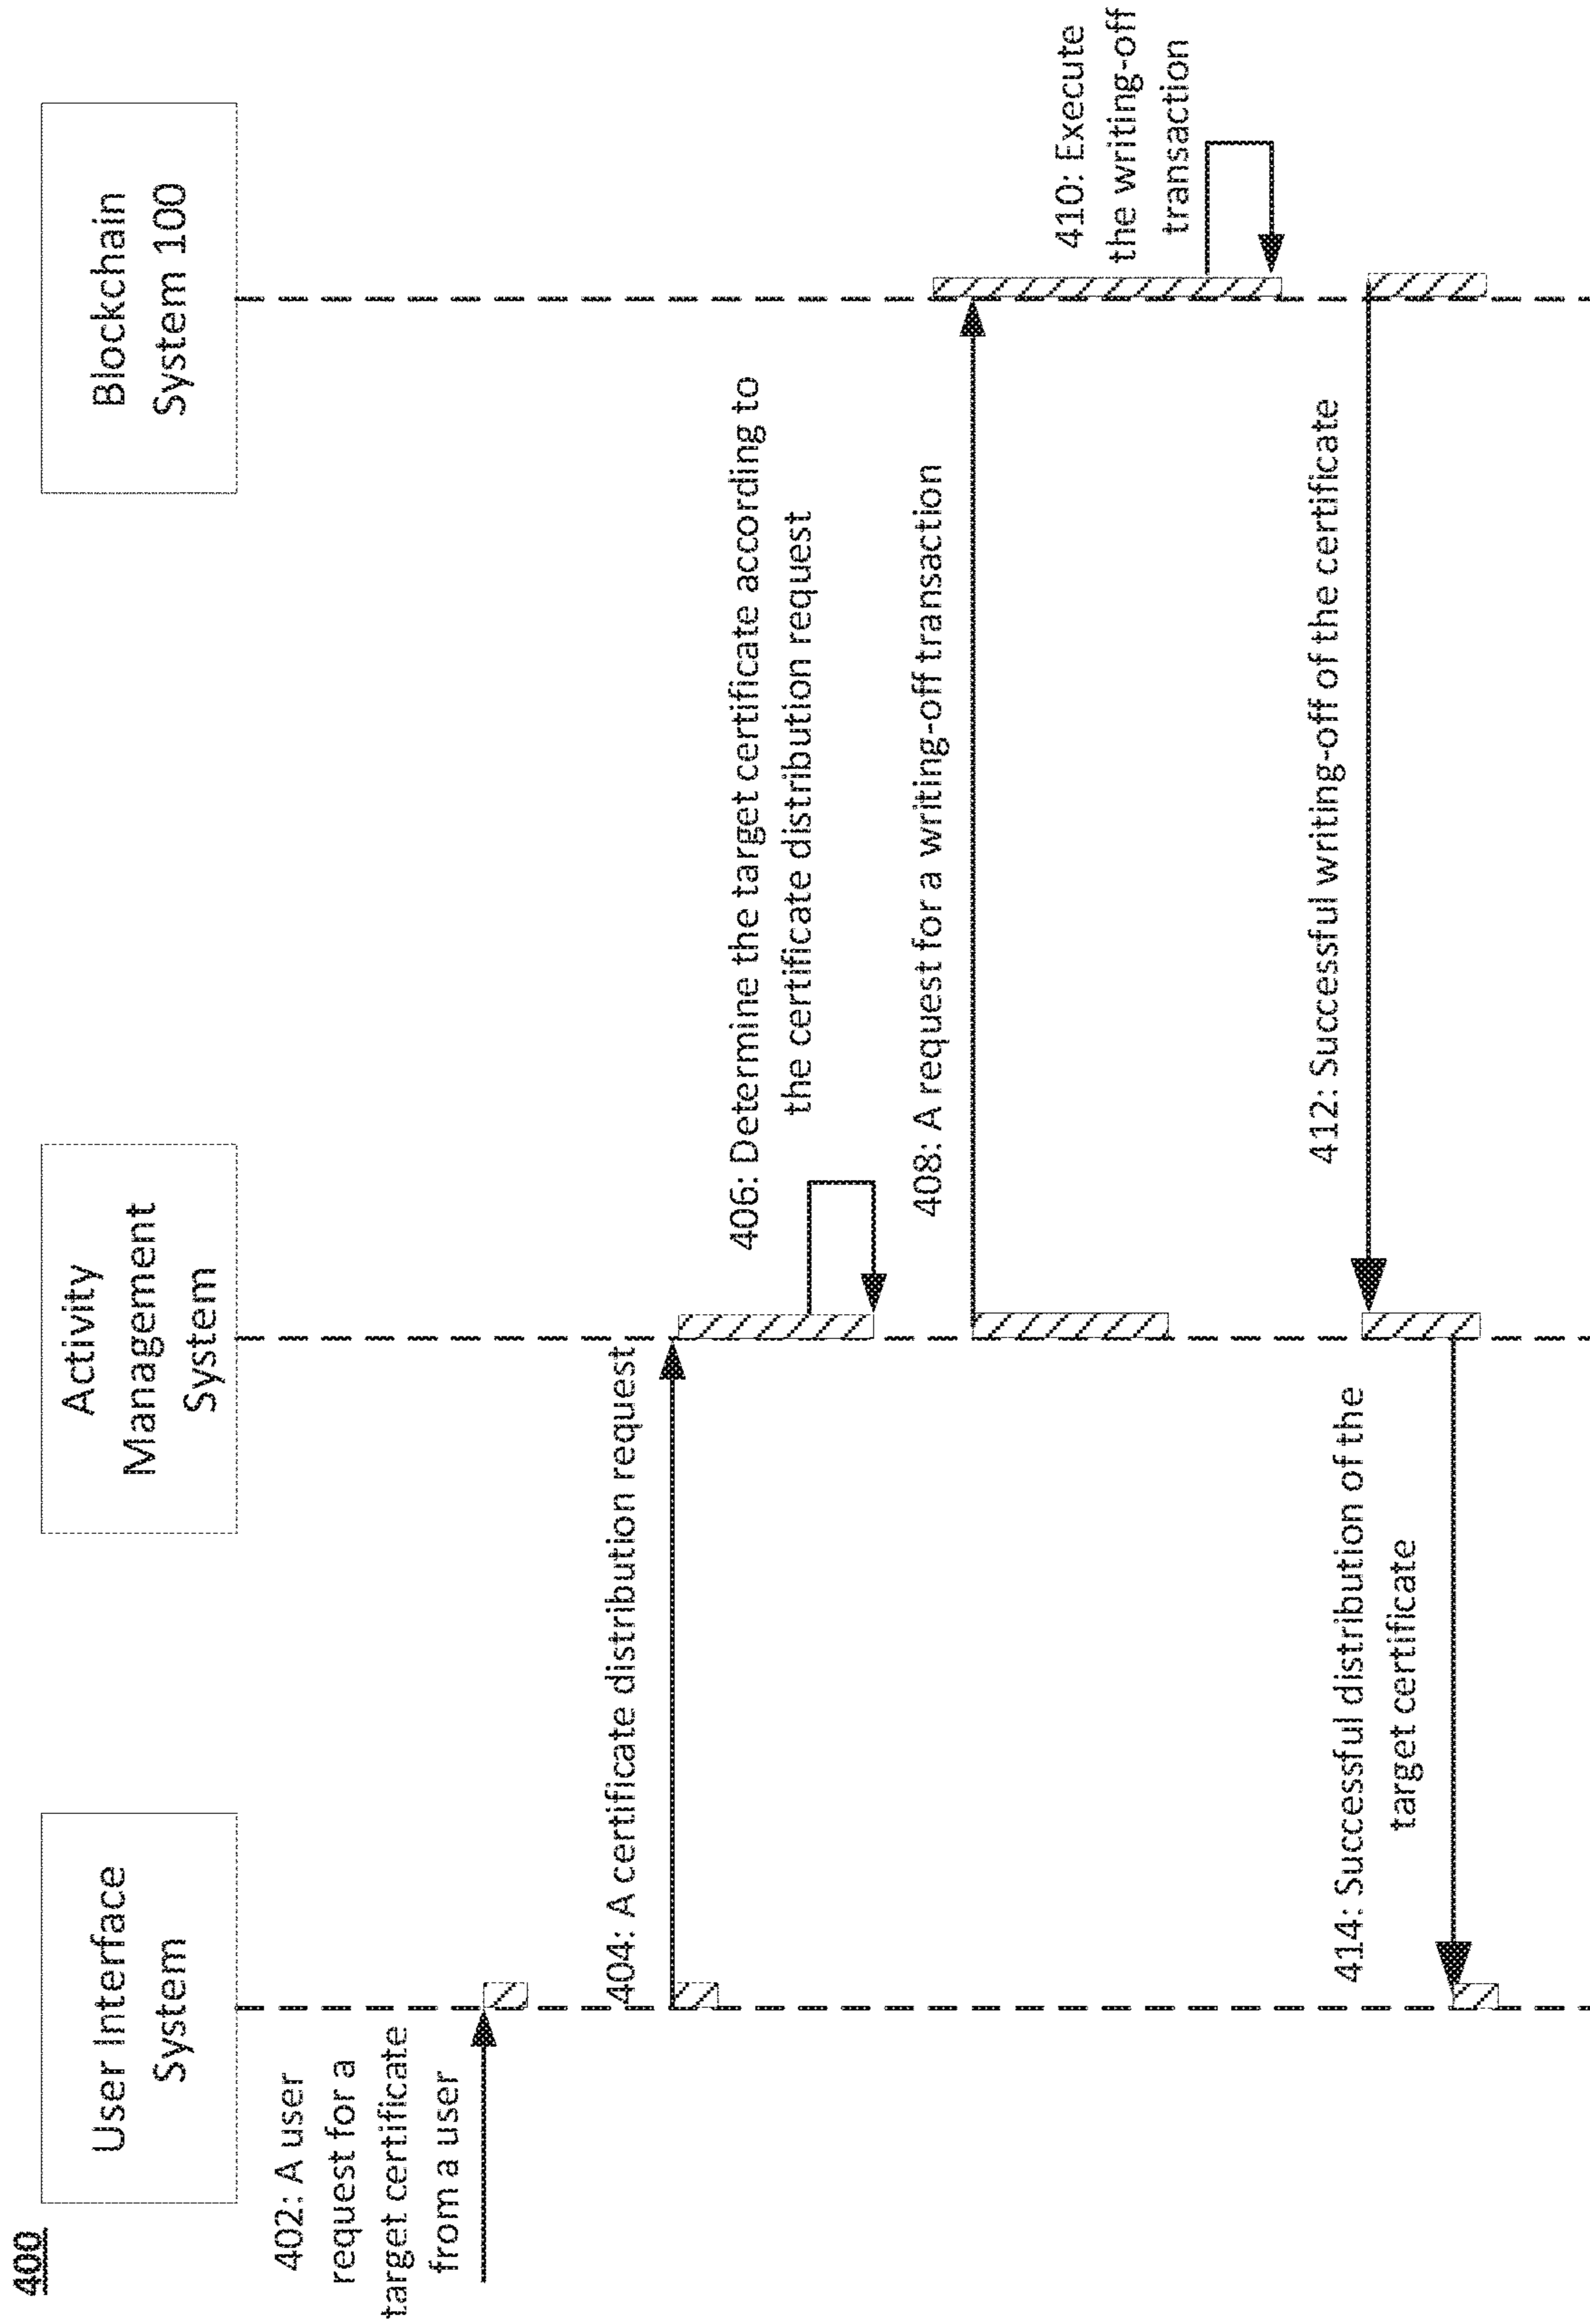 400
User Interface
System
Activity
Management
System
Blockchain
System 100
402: A user
request for a
target certificate
from a user
404: A certificate distribution request
406: Determine the target certificate according to
the certificate distribution request
408: A request for a writing-off transaction
410: Execute
the writing-off
transaction
412: Successful writing-off of the certificate
414: Successful distribution of the
target certificate